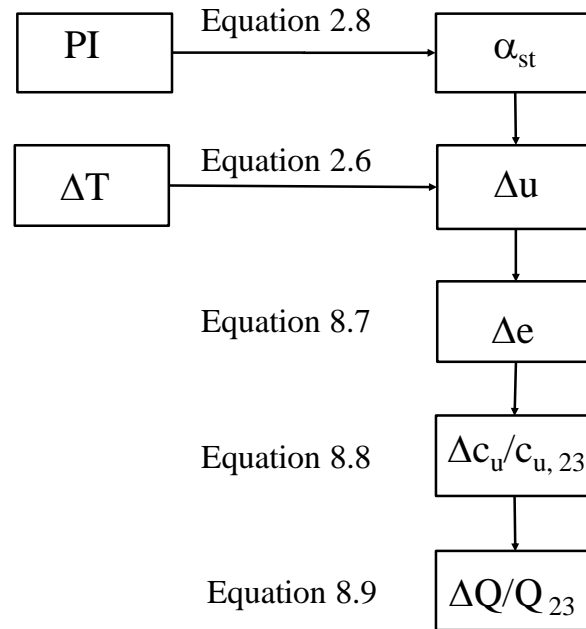 Equation 2.8
PI
α_st
Equation 2.6
ΔT
Δu
Equation 8.7
Δe
Equation 8.8
Δc_u/c_u, 23
Equation 8.9
ΔQ/Q_23